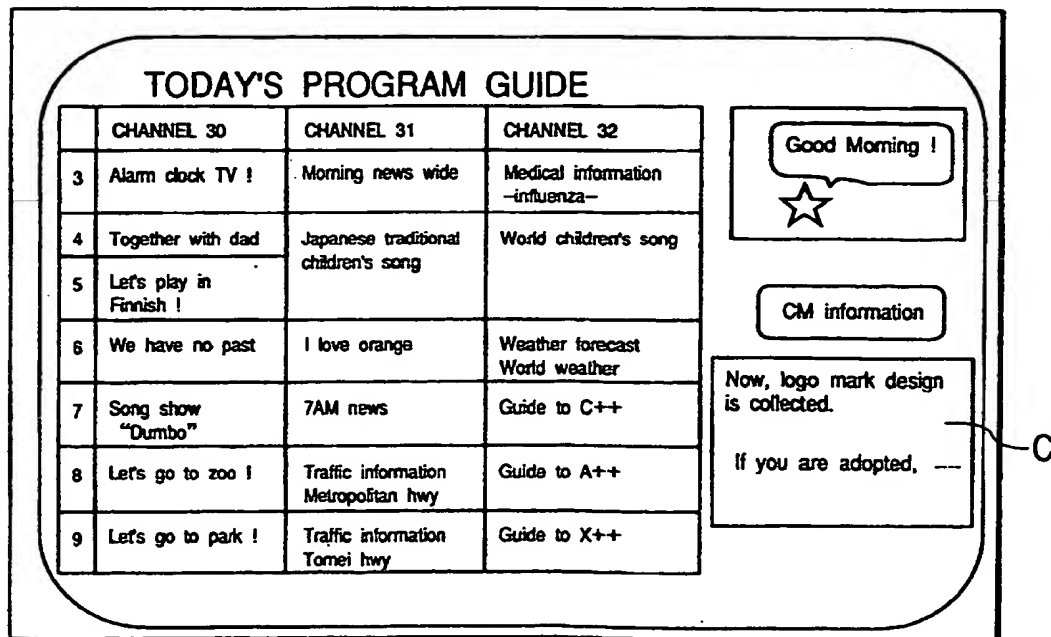 TODAY'S PROGRAM GUIDE
CHANNEL 30
CHANNEL 31
CHANNEL 32
3
Alarm clock TV !
Morning news wide
Medical information
–influenza–
4
Together with dad
Japanese traditional
children's song
World children's song
5
Let's play in
Finnish !
6
We have no past
I love orange
Weather forecast
World weather
7
Song show
"Dumbo"
7AM news
Guide to C++
8
Let's go to zoo !
Traffic information
Metropolitan hwy
Guide to A++
9
Let's go to park !
Traffic information
Tomei hwy
Guide to X++
Good Morning !
CM information
Now, logo mark design
is collected.
If you are adopted, ––
C